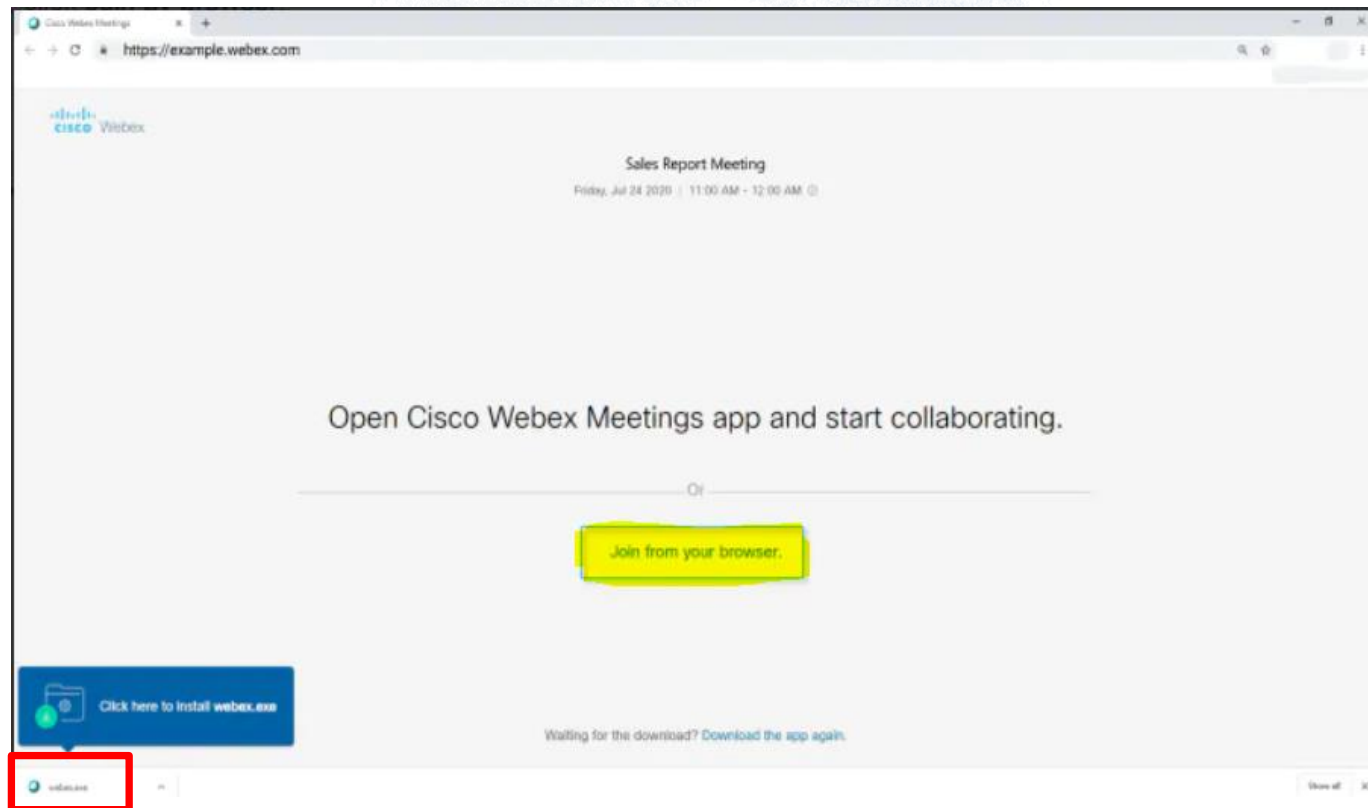 Cisco Webex Meetings
https://example.webex.com
CISCO Webex
Sales Report Meeting
Friday, Jul 24 2020 | 11:00 AM - 12:00 AM
Open Cisco Webex Meetings app and start collaborating.
Or
Join from your browser.
Click here to install webex.exe
Waiting for the download? Download the app again.
webex.exe
Show all